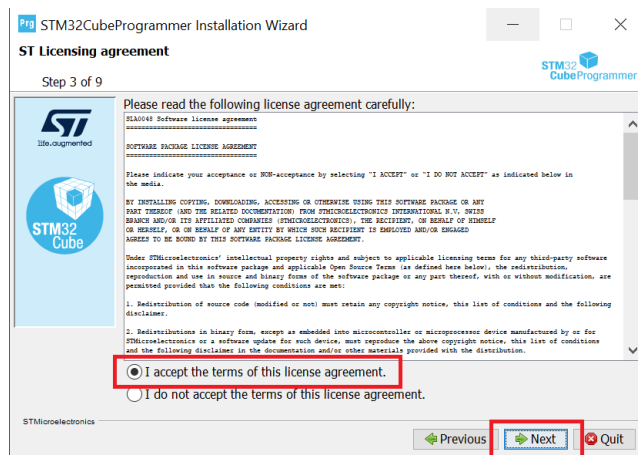 Prg STM32CubeProgrammer Installation Wizard
ST Licensing agreement
Step 3 of 9
STM32
CubeProgrammer
life.augmented
STM32
Cube
Please read the following license agreement carefully:
SLA0048 Software license agreement
==================================
SOFTWARE PACKAGE LICENSE AGREEMENT
==================================
Please indicate your acceptance or NON-acceptance by selecting "I ACCEPT" or "I DO NOT ACCEPT" as indicated below in
the media.
BY INSTALLING COPYING, DOWNLOADING, ACCESSING OR OTHERWISE USING THIS SOFTWARE PACKAGE OR ANY
PART THEREOF (AND THE RELATED DOCUMENTATION) FROM STMICROELECTRONICS INTERNATIONAL N.V, SWISS
BRANCH AND/OR ITS AFFILIATED COMPANIES (STMICROELECTRONICS), THE RECIPIENT, ON BEHALF OF HIMSELF
OR HERSELF, OR ON BEHALF OF ANY ENTITY BY WHICH SUCH RECIPIENT IS EMPLOYED AND/OR ENGAGED
AGREES TO BE BOUND BY THIS SOFTWARE PACKAGE LICENSE AGREEMENT.
Under STMicroelectronics' intellectual property rights and subject to applicable licensing terms for any third-party software
incorporated in this software package and applicable Open Source Terms (as defined here below), the redistribution,
reproduction and use in source and binary forms of the software package or any part thereof, with or without modification, are
permitted provided that the following conditions are met:
1. Redistribution of source code (modified or not) must retain any copyright notice, this list of conditions and the following
disclaimer.
2. Redistributions in binary form, except as embedded into microcontroller or microprocessor device manufactured by or for
STMicroelectronics or a software update for such device, must reproduce the above copyright notice, this list of conditions
and the following disclaimer in the documentation and/or other materials provided with the distribution.
I accept the terms of this license agreement.
I do not accept the terms of this license agreement.
STMicroelectronics
Previous
Next
Quit